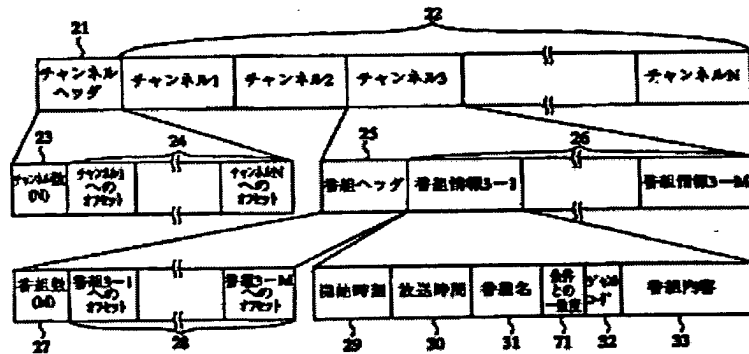 21
22
チャンネル
ヘッダ
チャンネル1
チャンネル2
チャンネル3
チャンネルN
23
24
25
26
チャンネル数
(N)
チャンネル1
への
オフセット
チャンネルN
への
オフセット
番組ヘッダ
番組情報3-1
番組情報3-M
番組数
(M)
番組3-1
への
オフセット
番組3-M
への
オフセット
開始時刻
放送時間
番組名
条件
との
一致度
コード
番組内容
27
28
29
30
31
71
32
33